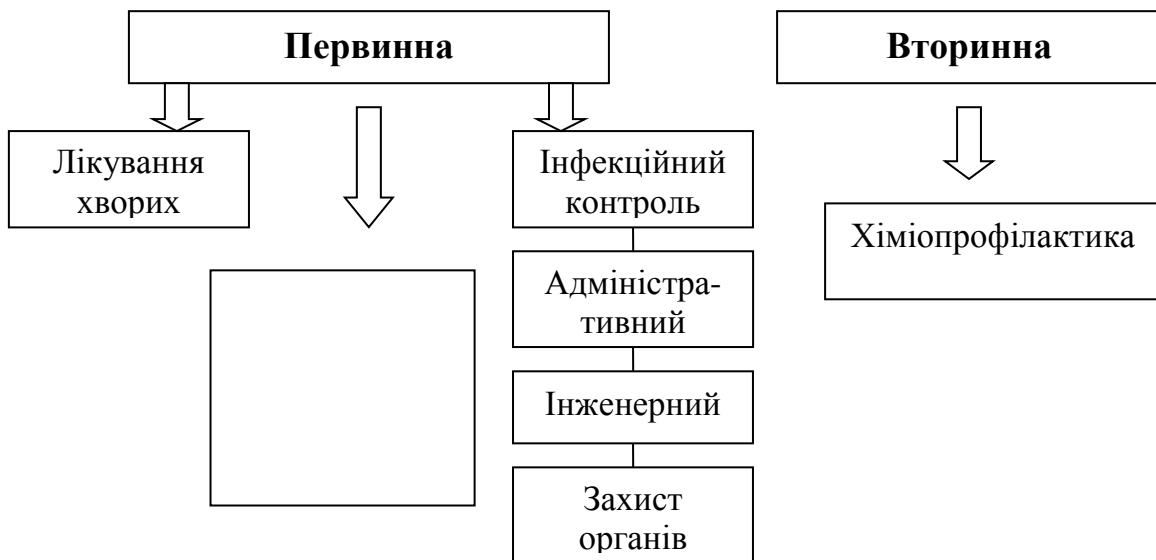 Первинна
Вторинна
Лікування
хворих
Інфекційний
контроль
Хіміопрофілактика
Адміністра-
тивний
Інженерний
Захист
органів